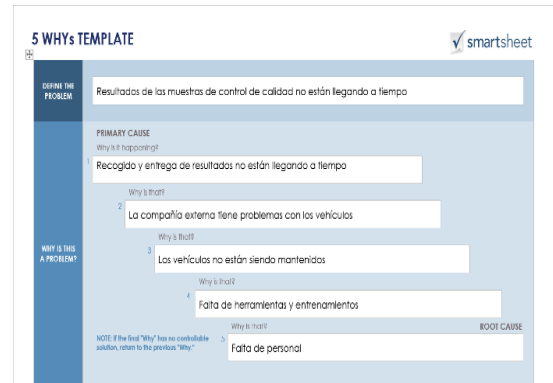 5 WHYs TEMPLATE
smartsheet
DEFINE THE
PROBLEM
Resultados de las muestras de control de calidad no están llegando a tiempo
PRIMARY CAUSE
Why is it happening?
1
Recogido y entrega de resultados no están llegando a tiempo
Why is that?
2
La compañía externa tiene problemas con los vehículos
WHY IS THIS
A PROBLEM?
Why is that?
3
Los vehículos no están siendo mantenidos
Why is that?
4
Falta de herramientas y entrenamientos
Why is that?
ROOT CAUSE
NOTE: If the final "Why" has no controllable
solution, return to the previous "Why."
5
Falta de personal